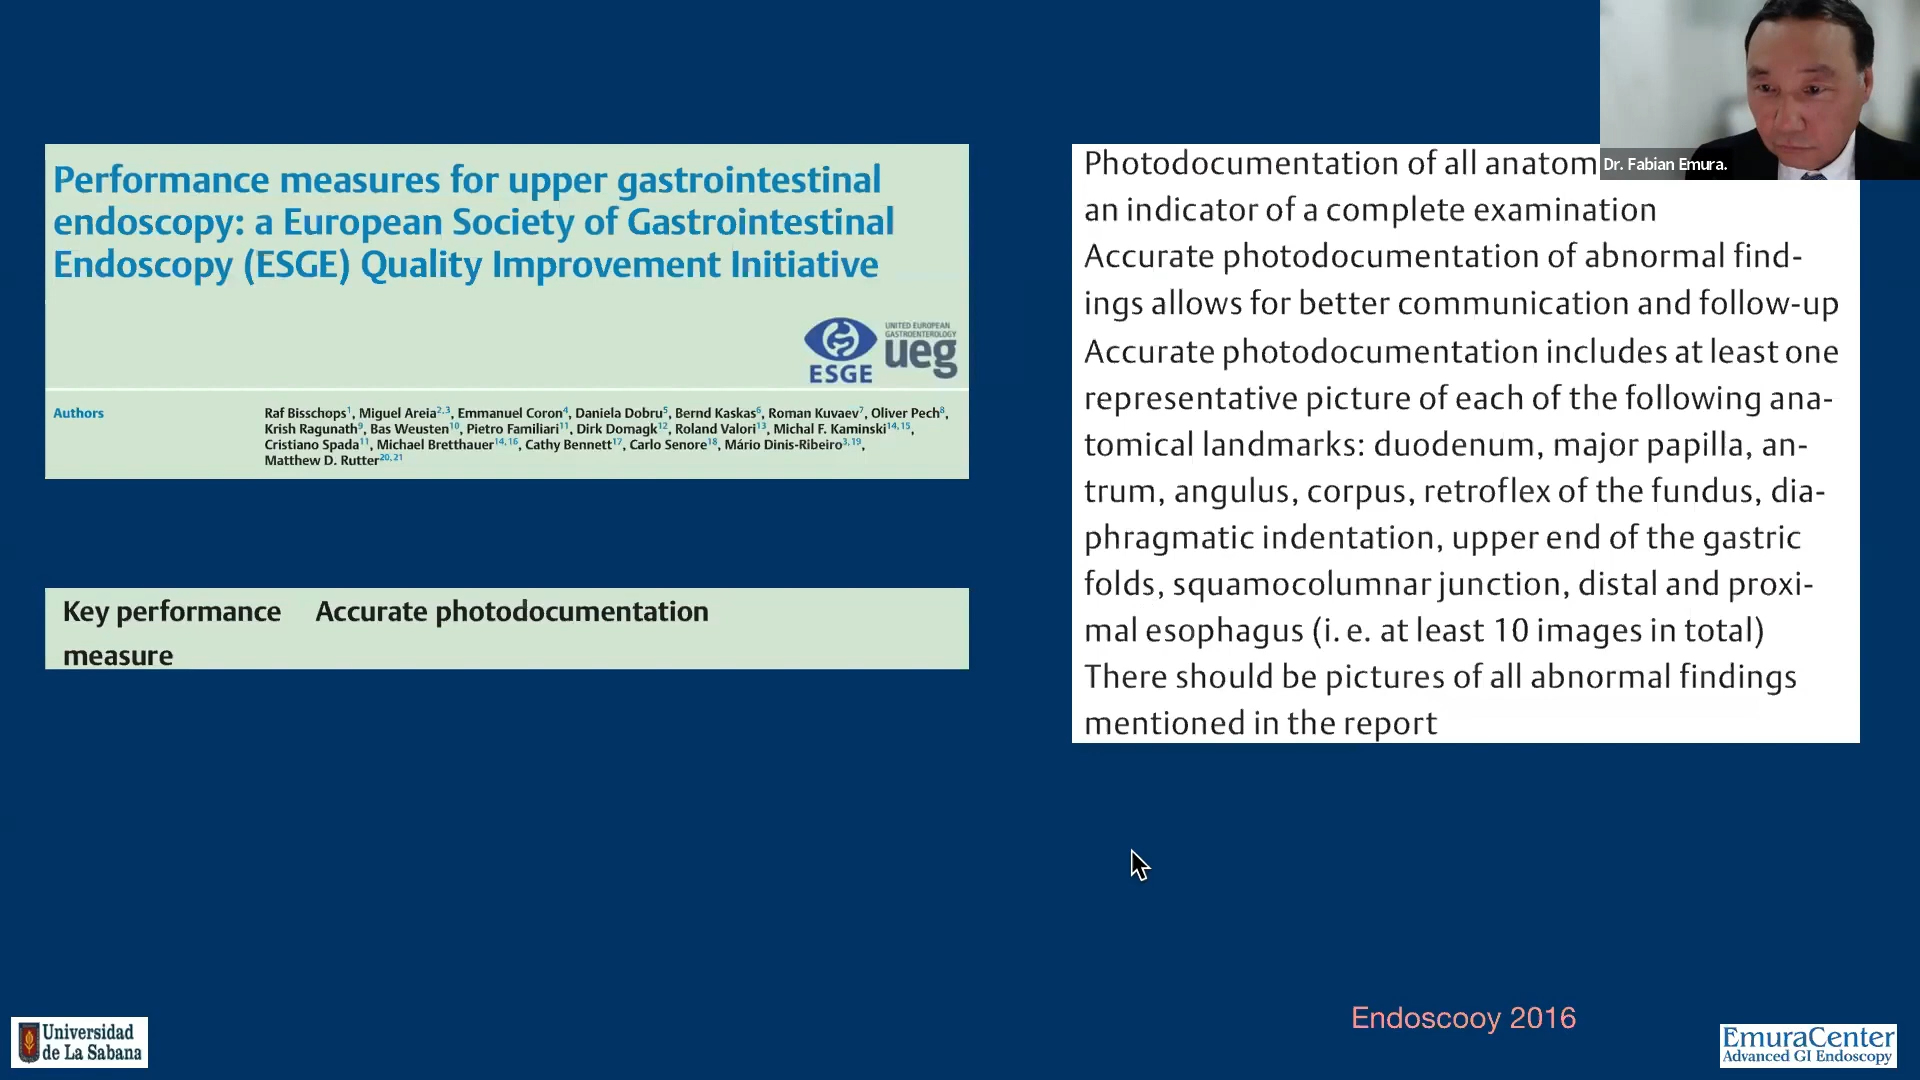 Performance measures for upper gastrointestinal
endoscopy: a European Society of Gastrointestinal
Endoscopy (ESGE) Quality Improvement Initiative
ESGE
UNITED EUROPEAN
GASTROENTEROLOGY
ueg
Authors
Raf Bisschops1, Miguel Areia2,3, Emmanuel Coron4, Daniela Dobru5, Bernd Kaskas6, Roman Kuvaev7, Oliver Pech8,
Krish Ragunath9, Bas Weusten10, Pietro Familiari11, Dirk Domagk12, Roland Valori13, Michal F. Kaminski14,15,
Cristiano Spada11, Michael Bretthauer14,16, Cathy Bennett17, Carlo Senore18, Mário Dinis-Ribeiro3,19,
Matthew D. Rutter20,21
Key performance Accurate photodocumentation
measure
Photodocumentation of all anatom
an indicator of a complete examination
Accurate photodocumentation of abnormal find-
ings allows for better communication and follow-up
Accurate photodocumentation includes at least one
representative picture of each of the following ana-
tomical landmarks: duodenum, major papilla, an-
trum, angulus, corpus, retroflex of the fundus, dia-
phragmatic indentation, upper end of the gastric
folds, squamocolumnar junction, distal and proxi-
mal esophagus (i. e. at least 10 images in total)
There should be pictures of all abnormal findings
mentioned in the report
Dr. Fabian Emura.
Endoscooy 2016
Universidad
de La Sabana
EmuraCenter
Advanced GI Endoscopy